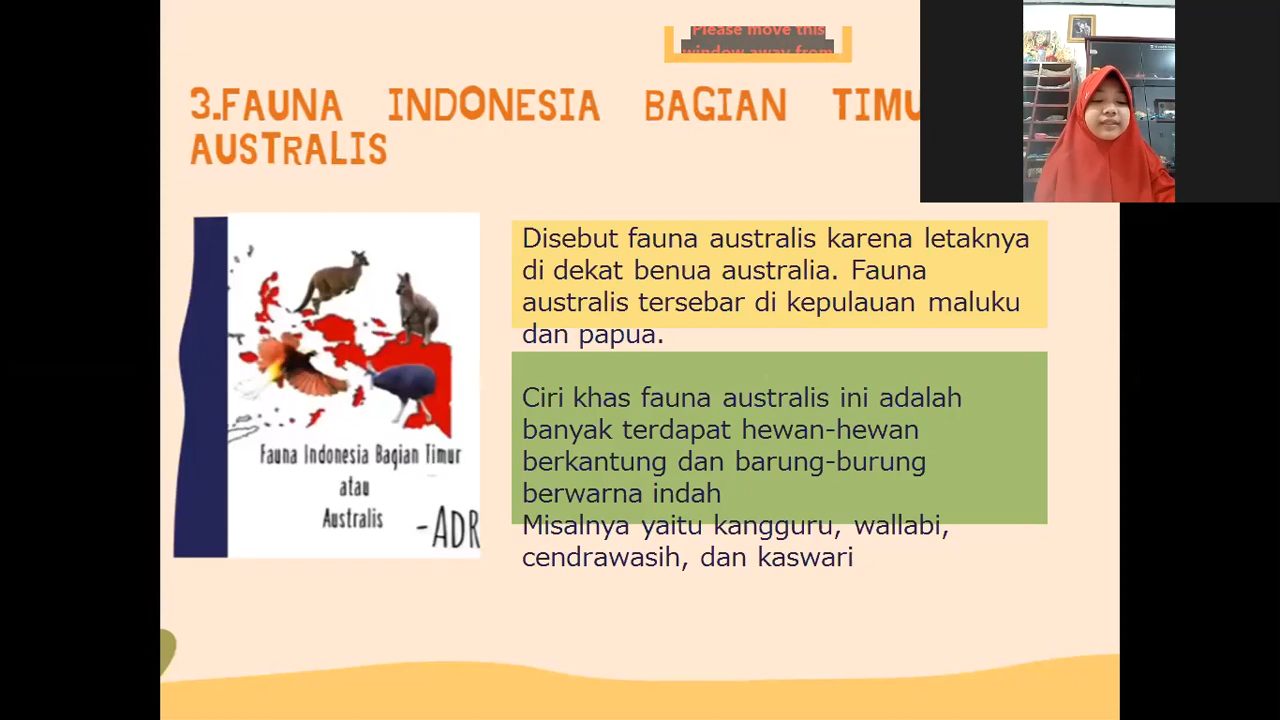 Please move this
window away from
3.FAUNA INDONESIA BAGIAN TIMU
AUSTRALIS
Disebut fauna australis karena letaknya
di dekat benua australia. Fauna
australis tersebar di kepulauan maluku
dan papua.
Ciri khas fauna australis ini adalah
banyak terdapat hewan-hewan
berkantung dan barung-burung
berwarna indah
Misalnya yaitu kangguru, wallabi,
cendrawasih, dan kaswari
Fauna Indonesia Bagian Timur
atau
Australis
-ADR